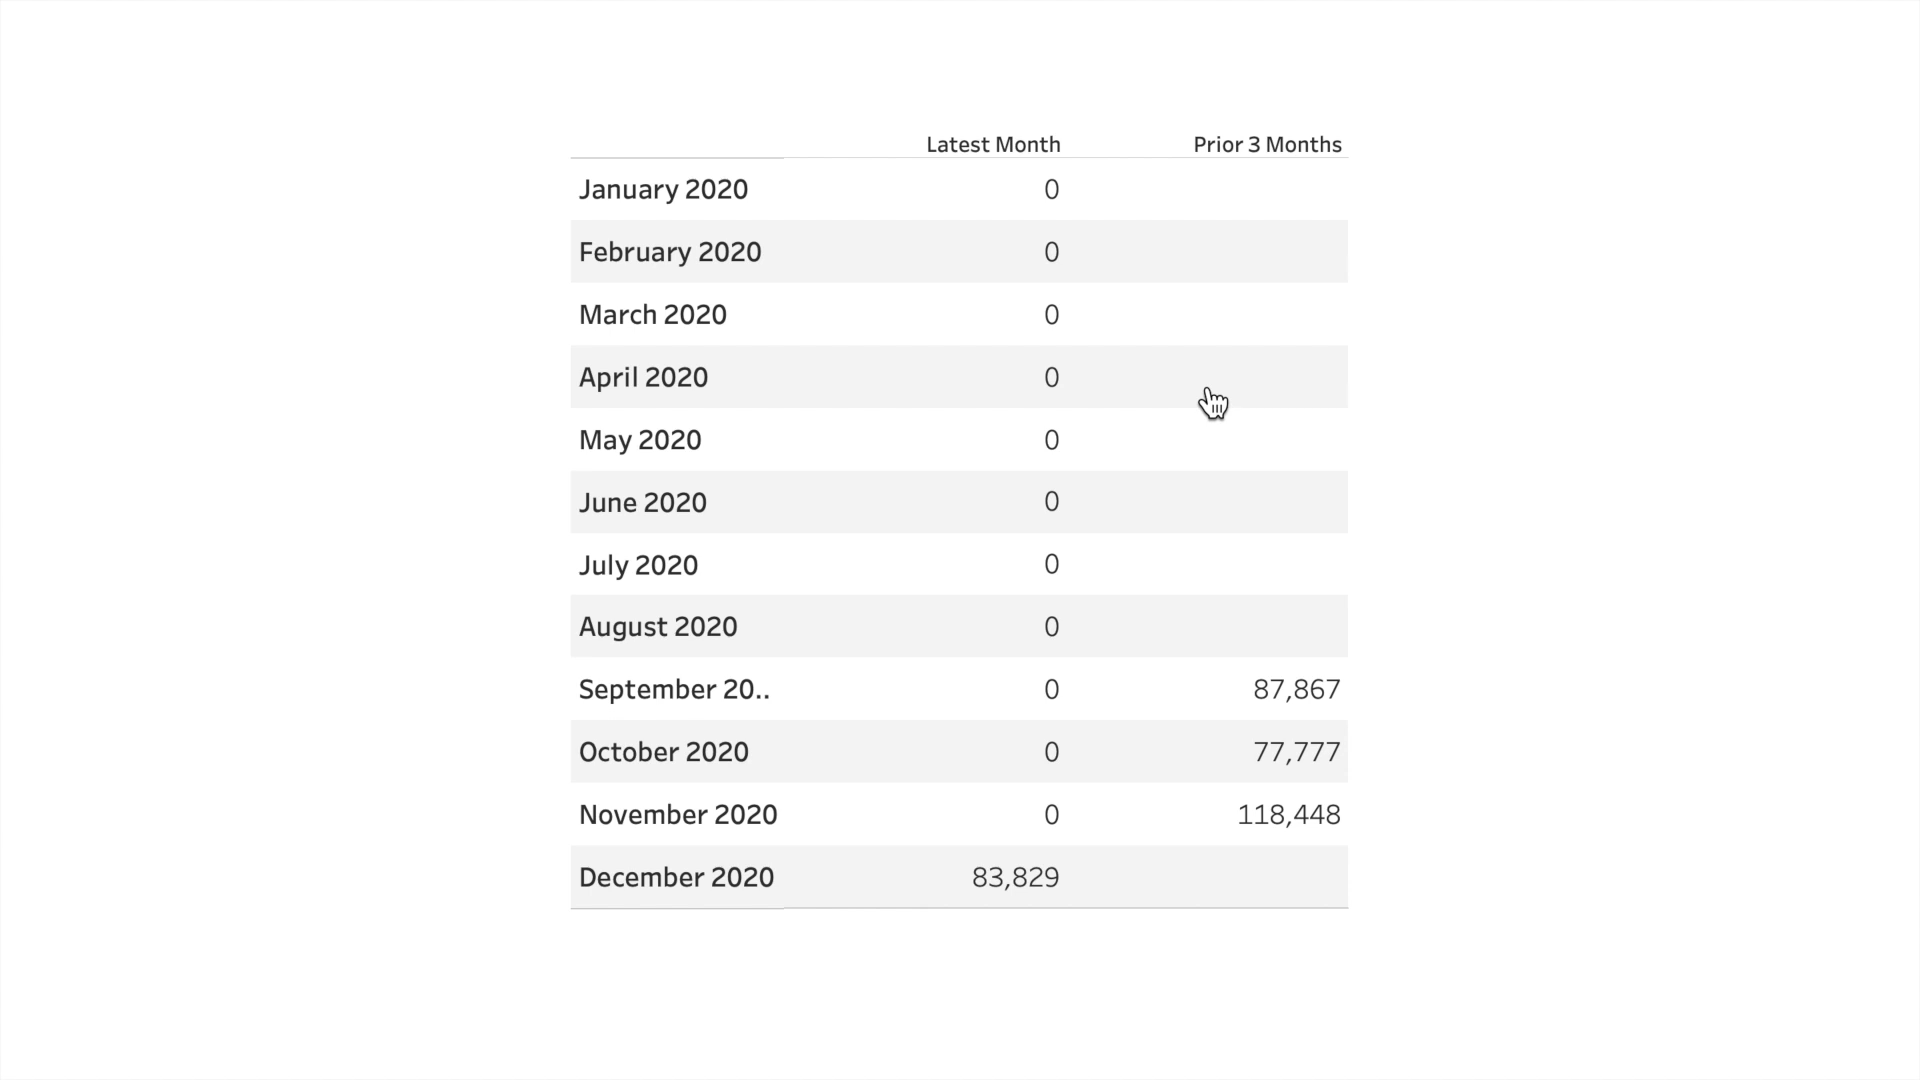 Latest Month Prior 3 Months
January 2020 0
February 2020 0
March 2020 0
April 2020 0
May 2020 0
June 2020 0
July 2020 0
August 2020 0
September 20.. 0 87,867
October 2020 0 77,777
November 2020 0 118,448
December 2020 83,829